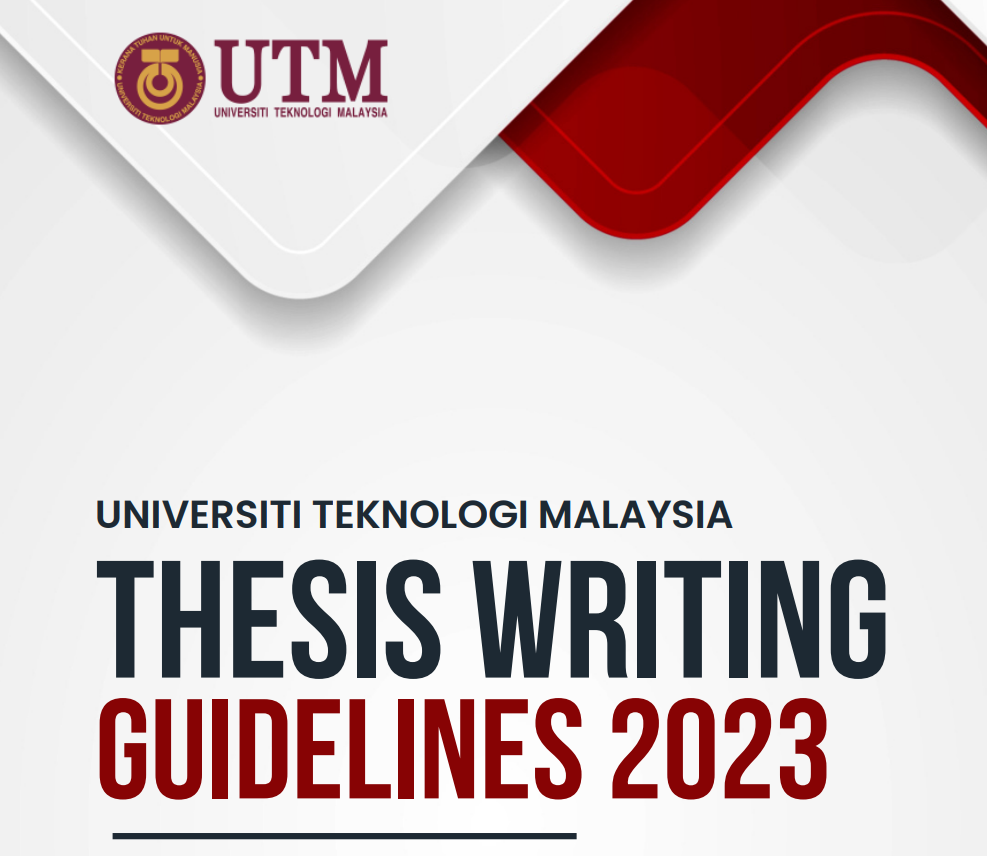 KERANA TUHAN UNTUK MANUSIA
UNIVERSITI TEKNOLOGI MALAYSIA
UTM
UNIVERSITI TEKNOLOGI MALAYSIA
UNIVERSITI TEKNOLOGI MALAYSIA
THESIS WRITING
GUIDELINES 2023